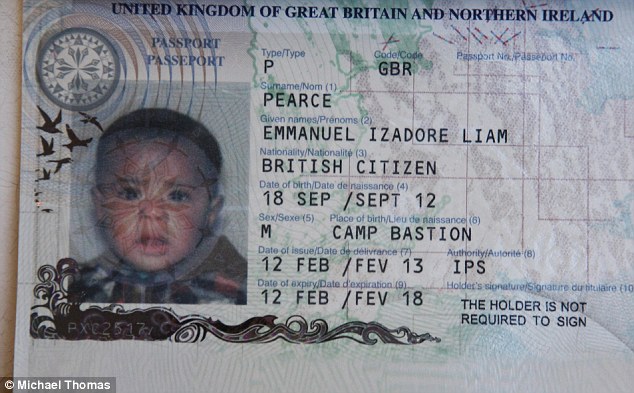 UNITED KINGDOM OF GREAT BRITAIN AND NORTHERN IRELAND
PASSPORT
PASSEPORT
Type/Type Code/Code Passport No./Passeport No.
P GBR
Surname/Nom (1)
PEARCE
Given names/Prénoms (2)
EMMANUEL IZADORE LIAM
Nationality/Nationalité (3)
BRITISH CITIZEN
Date of birth/Date de naissance (4)
18 SEP /SEPT 12
Sex/Sexe (5) Place of birth/Lieu de naissance (6)
M CAMP BASTION
Date of issue/Date de délivrance (7) Authority/Autorité (8)
12 FEB /FEV 13 IPS
Date of expiry/Date d'expiration (9) Holder's signature/Signature du titulaire (10)
12 FEB /FEV 18 THE HOLDER IS NOT
REQUIRED TO SIGN
© Michael Thomas